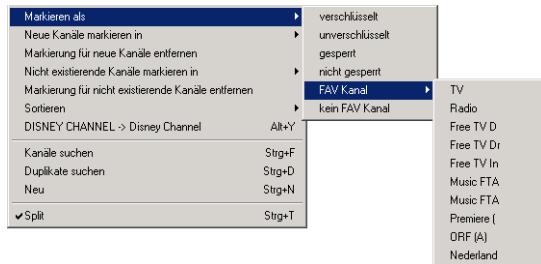 Markieren als
Neue Kanäle markieren in
Markierung für neue Kanäle entfernen
Nicht existierende Kanäle markieren in
Markierung für nicht existierende Kanäle entfernen
Sortieren
DISNEY CHANNEL -> Disney Channel Alt+Y
Kanäle suchen Strg+F
Duplikate suchen Strg+D
Neu Strg+N
Split Strg+T
verschlüsselt
unverschlüsselt
gesperrt
nicht gesperrt
FAV Kanal
kein FAV Kanal
TV
Radio
Free TV D
Free TV Dr
Free TV In
Music FTA
Music FTA
Premiere (
ORF (A)
Nederland